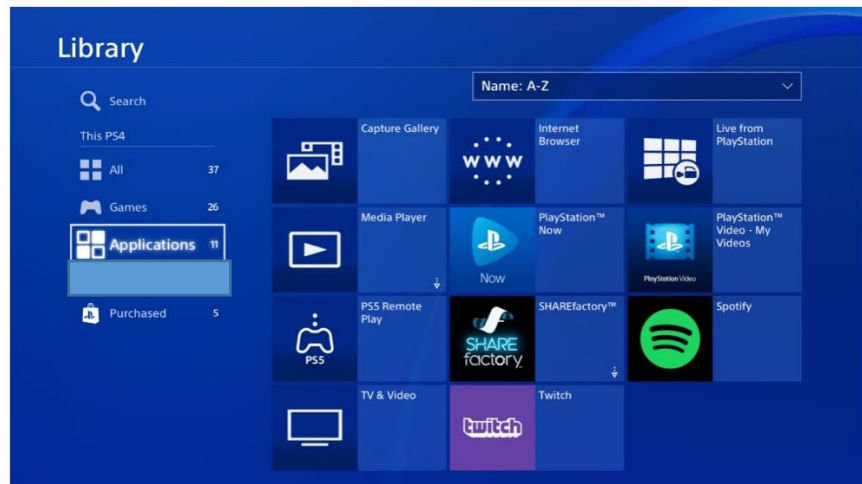 Library
Search
This PS4
All 37
Games 26
Applications 11
Purchased 5
Name: A-Z
Capture Gallery
www
Internet
Browser
Live from
PlayStation
Media Player
Now
PlayStation™
Now
PlayStation Video
PlayStation™
Video - My
Videos
PS5
PS5 Remote
Play
SHARE
factory
SHAREfactory™
Spotify
TV & Video
twitch
Twitch